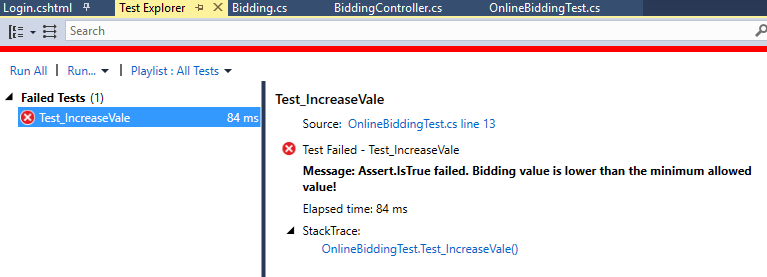 Login.cshtml Test Explorer Bidding.cs BiddingController.cs OnlineBiddingTest.cs
Search
Run All | Run... | Playlist : All Tests
Failed Tests (1)
Test_IncreaseVale 84 ms
Test_IncreaseVale
Source: OnlineBiddingTest.cs line 13
Test Failed - Test_IncreaseVale
Message: Assert.IsTrue failed. Bidding value is lower than the minimum allowed
value!
Elapsed time: 84 ms
StackTrace:
OnlineBiddingTest.Test_IncreaseVale()